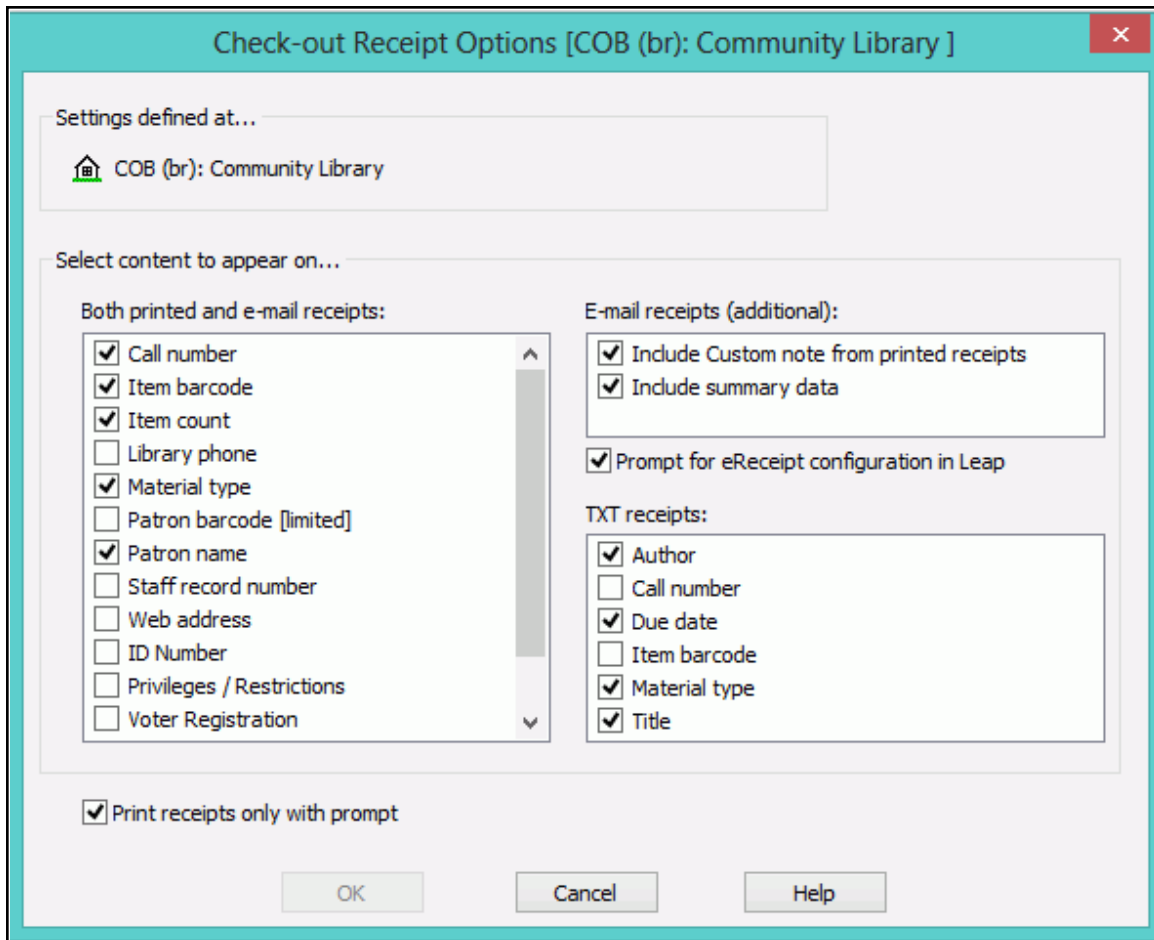 Check-out Receipt Options [COB (br): Community Library ]
Settings defined at...
COB (br): Community Library
Select content to appear on...
Both printed and e-mail receipts:
Call number
Item barcode
Item count
Library phone
Material type
Patron barcode [limited]
Patron name
Staff record number
Web address
ID Number
Privileges / Restrictions
Voter Registration
E-mail receipts (additional):
Include Custom note from printed receipts
Include summary data
Prompt for eReceipt configuration in Leap
TXT receipts:
Author
Call number
Due date
Item barcode
Material type
Title
Print receipts only with prompt
OK
Cancel
Help